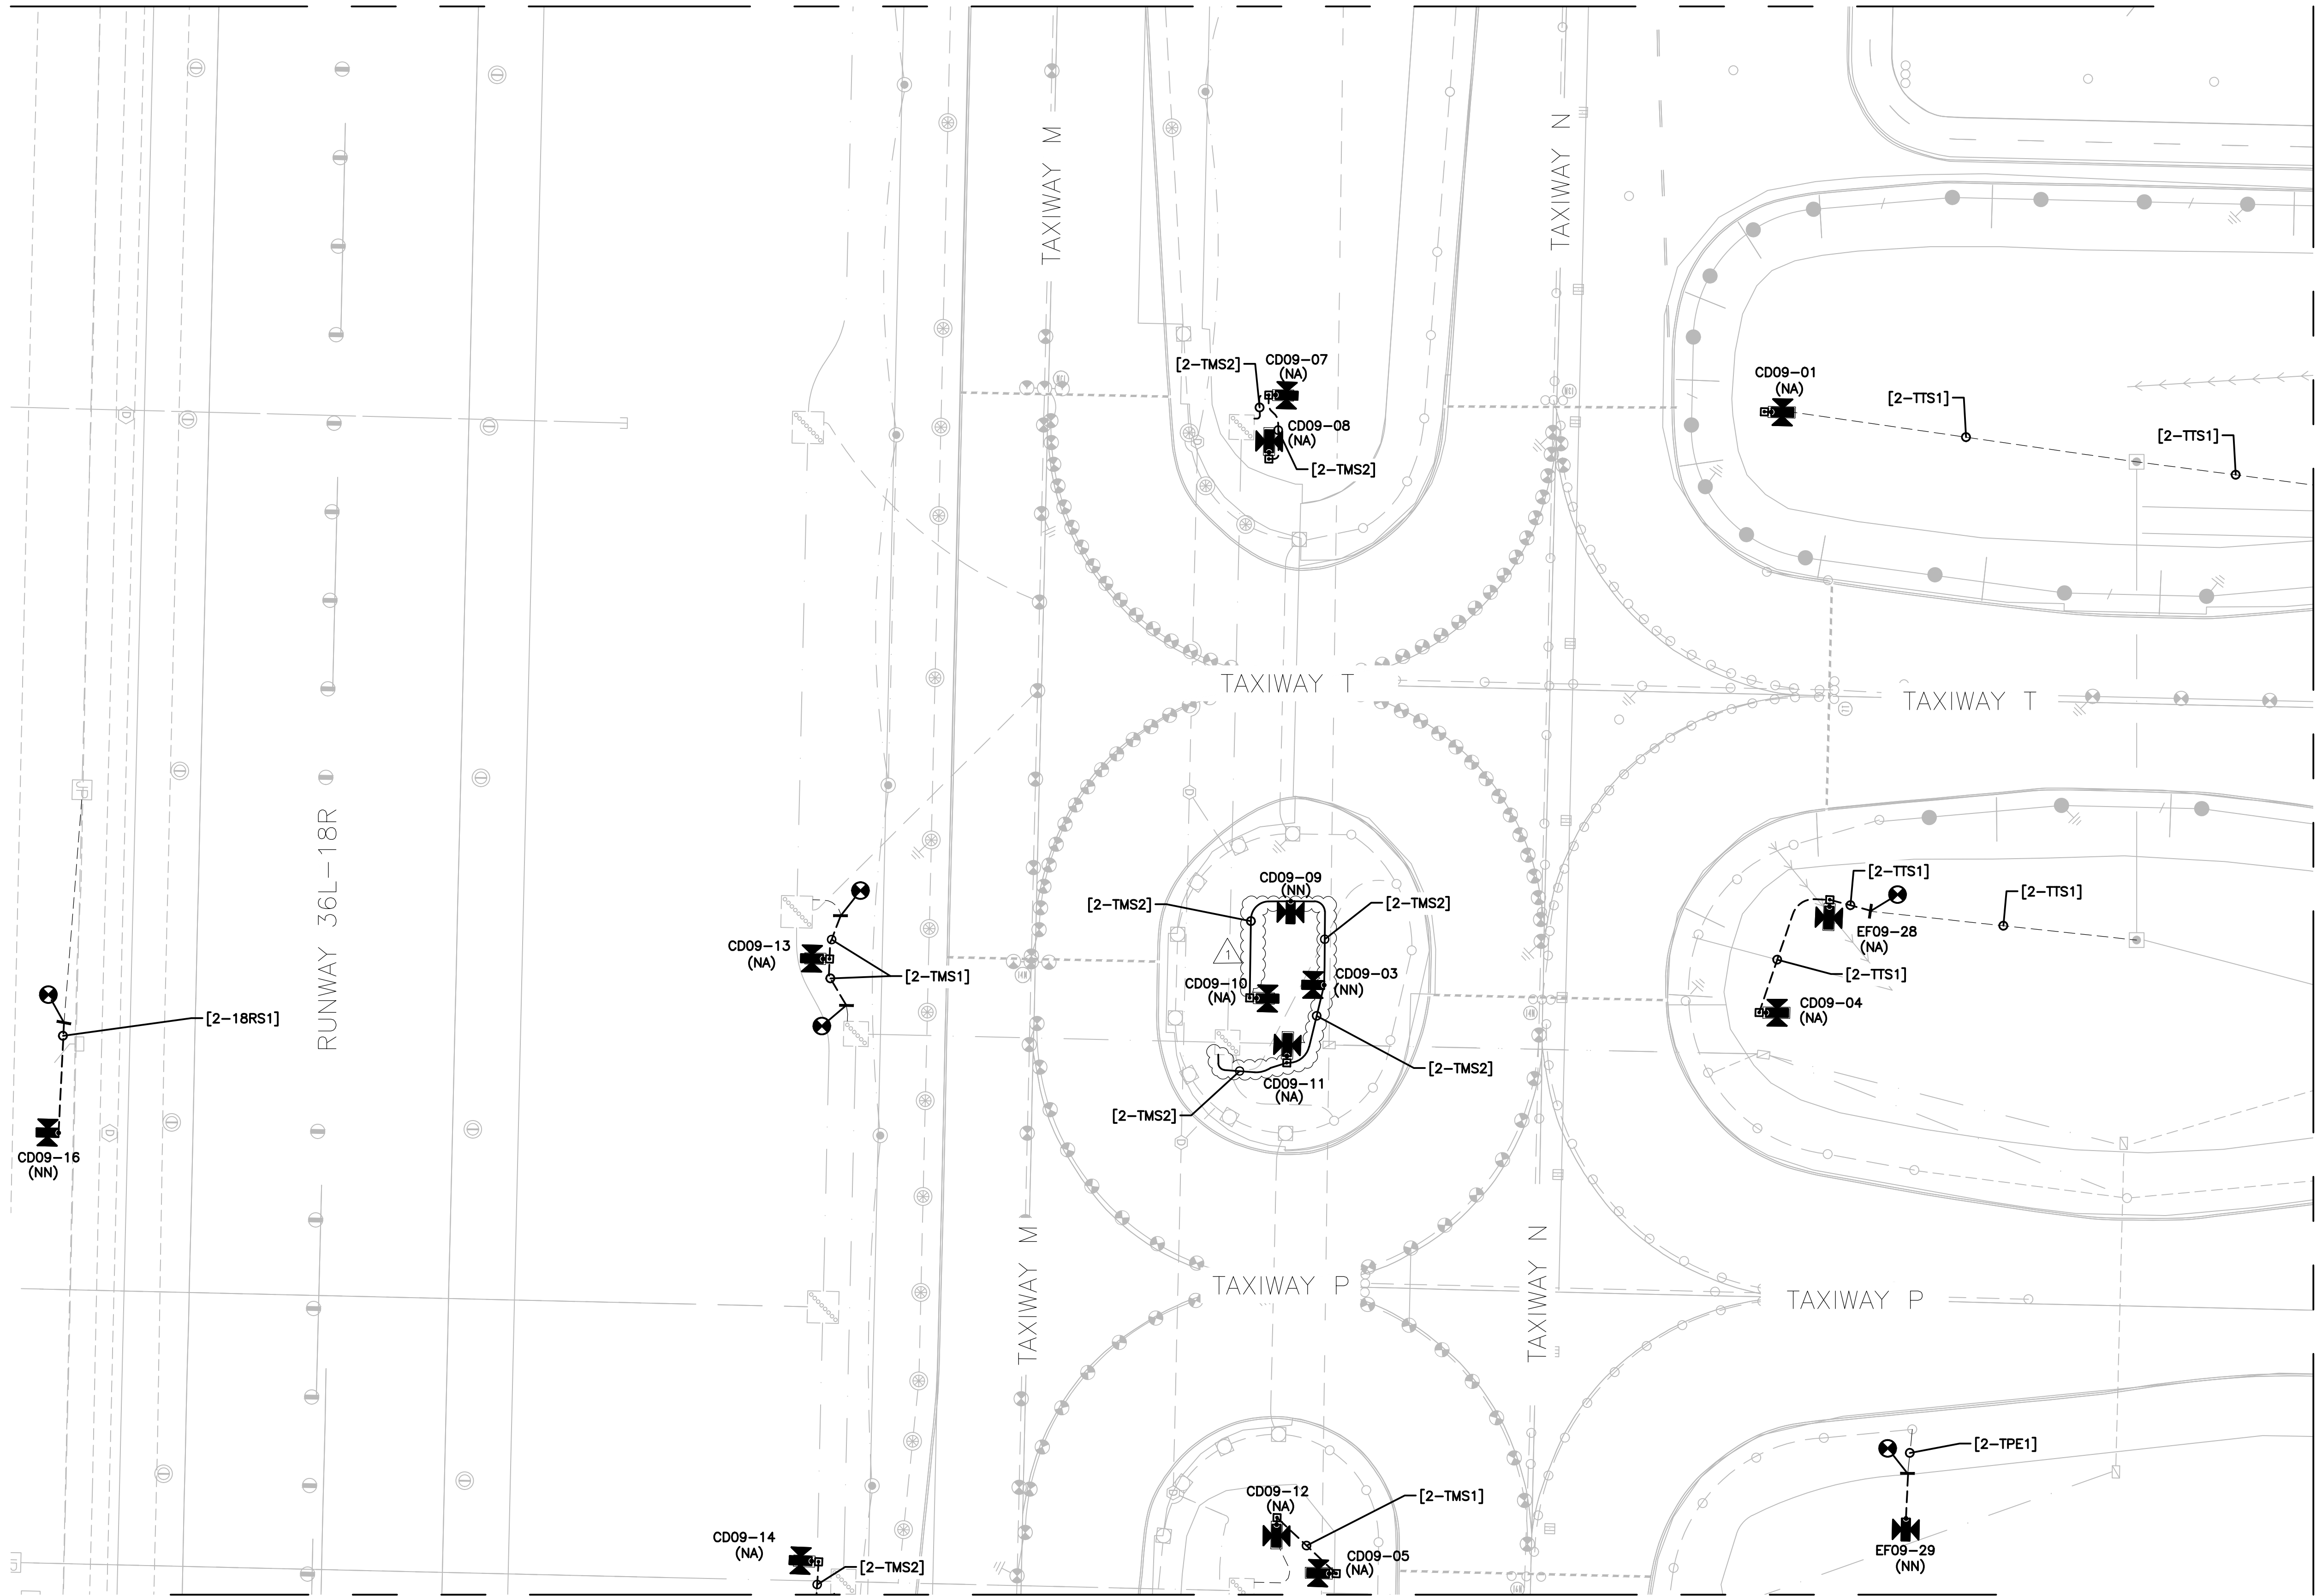 TAXIWAY M
TAXIWAY N
CD09-07
(NA)
[2-TMS2]
CD09-01
(NA)
[2-TTS1]
[2-TTS1]
CD09-08
(NA)
[2-TMS2]
D
D
TAXIWAY T
TAXIWAY T
JP
D
RUNWAY 36L-18R
CD09-09
(NN)
[2-TMS2]
[2-TMS2]
1
[2-TTS1]
[2-TTS1]
EF09-28
(NA)
CD09-13
(NA)
[2-TMS1]
CD09-10
(NA)
CD09-03
(NN)
[2-TTS1]
CD09-04
(NA)
[2-18RS1]
[2-TMS2]
CD09-11
(NA)
[2-TMS2]
D
D
CD09-16
(NN)
TAXIWAY M
TAXIWAY N
TAXIWAY P
TAXIWAY P
[2-TPE1]
CD09-12
(NA)
[2-TMS1]
D
CD09-14
(NA)
[2-TMS2]
CD09-05
(NA)
EF09-29
(NN)